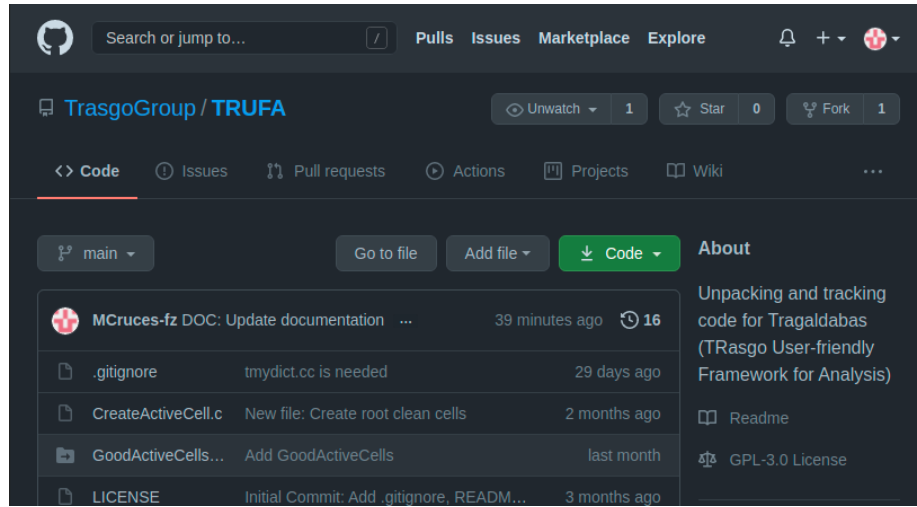 Search or jump to… / Pulls Issues Marketplace Explore
TrasgoGroup / TRUFA Unwatch 1 Star 0 Fork 1
Code Issues Pull requests Actions Projects Wiki ...
main Go to file Add file Code
About
Unpacking and tracking
code for Tragaldabas
(TRasgo User-friendly
Framework for Analysis)
Readme
GPL-3.0 License
MCruces-fz DOC: Update documentation ... 39 minutes ago 16
.gitignore tmydict.cc is needed 29 days ago
CreateActiveCell.c New file: Create root clean cells 2 months ago
GoodActiveCells… Add GoodActiveCells last month
LICENSE Initial Commit: Add .gitignore, READM… 3 months ago